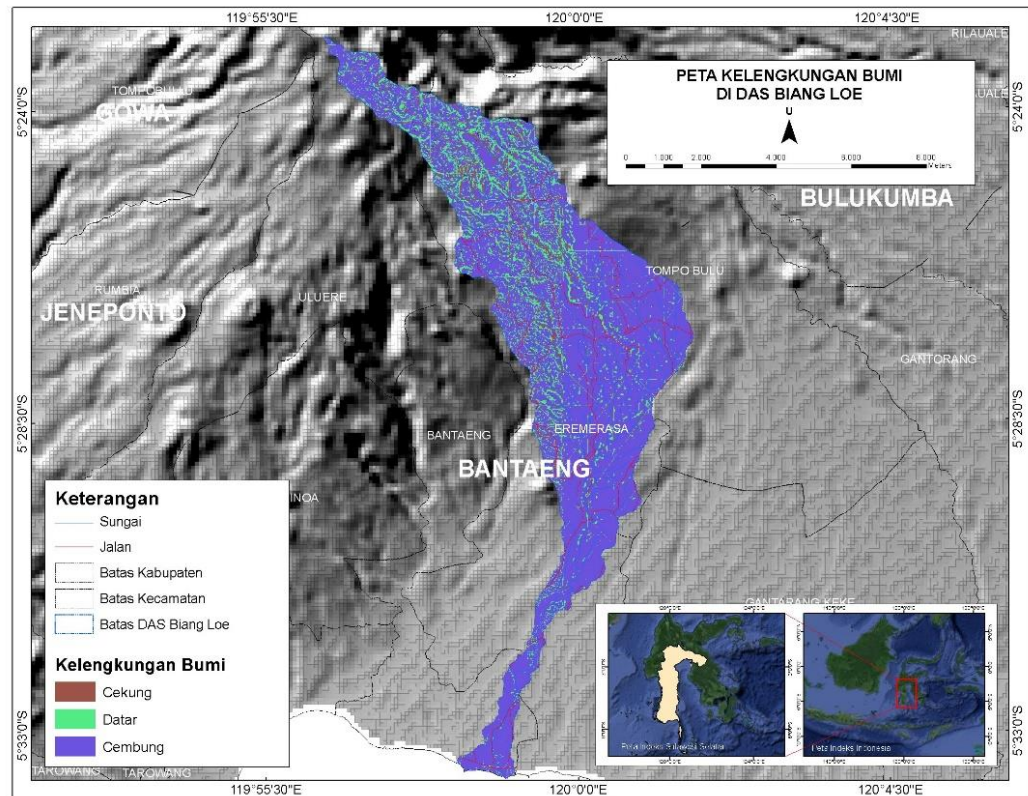 119°55'30"E
120°0'0"E
120°4'30"E
5°24'0"S
5°28'30"S
5°33'0"S
5°24'0"S
5°28'30"S
5°33'0"S
RILAUALE
UALE
PETA KELENGKUNGAN BUMI
DI DAS BIANG LOE
U
0 1.000 2.000 4.000 6.000 8.000
Meters
TOMPOBULU
GOWA
BULUKUMBA
TOMPO BULU
RUMBIA
ULUERE
JENEPONTO
GANTORANG
BANTAENG
EREMERASA
BANTAENG
INOA
GANTARANG KEKE
TAROWANG
TAROWANG
Keterangan
Sungai
Jalan
Batas Kabupaten
Batas Kecamatan
Batas DAS Biang Loe
Kelengkungan Bumi
Cekung
Datar
Cembung
Peta Indeks Sulawesi Selatan
Peta Indeks Indonesia
119°55'30"E
120°0'0"E
120°4'30"E